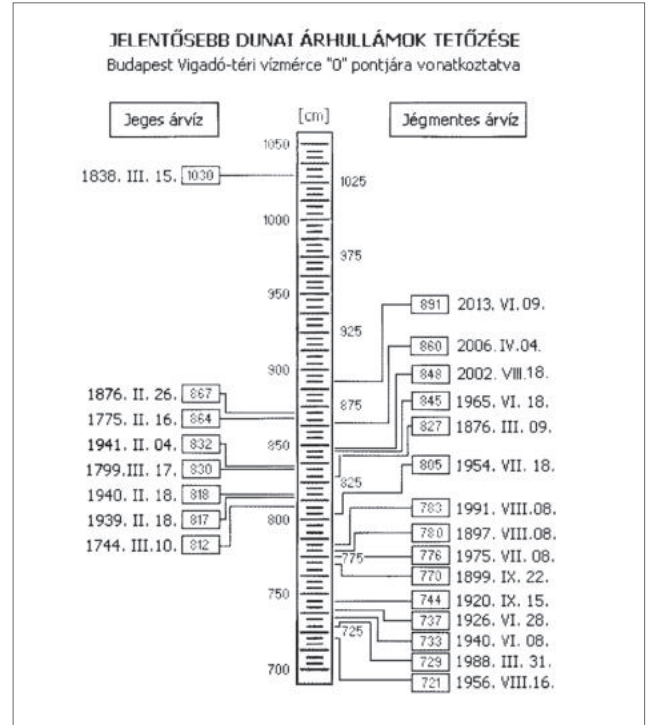 JELENTŐSEBB DUNAI ÁRHULLÁMOK TETŐZÉSE
Budapest Vigadó-téri vízmérce "0" pontjára vonatkoztatva
Jeges árvíz
[cm]
Jégmentes árvíz
1050
1838. III. 15. 1030
1025
1000
975
950
891 2013. VI. 09.
925
860 2006. IV. 04.
900
848 2002. VIII. 18.
1876. II. 26. 867
875
845 1965. VI. 18.
1775. II. 16. 864
827 1876. III. 09.
1941. II. 04. 832
850
1799. III. 17. 830
805 1954. VII. 18.
825
1940. II. 18. 818
783 1991. VIII. 08.
1939. II. 18. 817
800
780 1897. VIII. 08.
1744. III. 10. 812
775
776 1975. VII. 08.
770 1899. IX. 22.
750
744 1920. IX. 15.
737 1926. VI. 28.
725
733 1940. VI. 08.
729 1988. III. 31.
700
721 1956. VIII. 16.